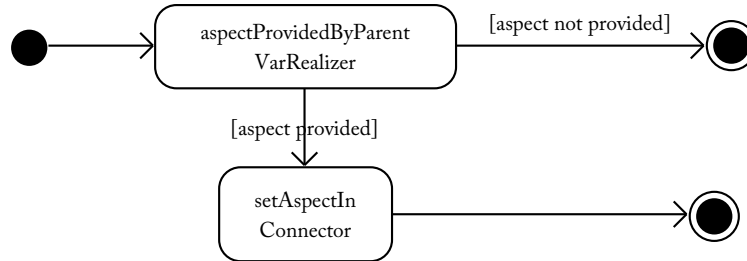 aspectProvidedByParent
VarRealizer
[aspect not provided]
[aspect provided]
setAspectIn
Connector